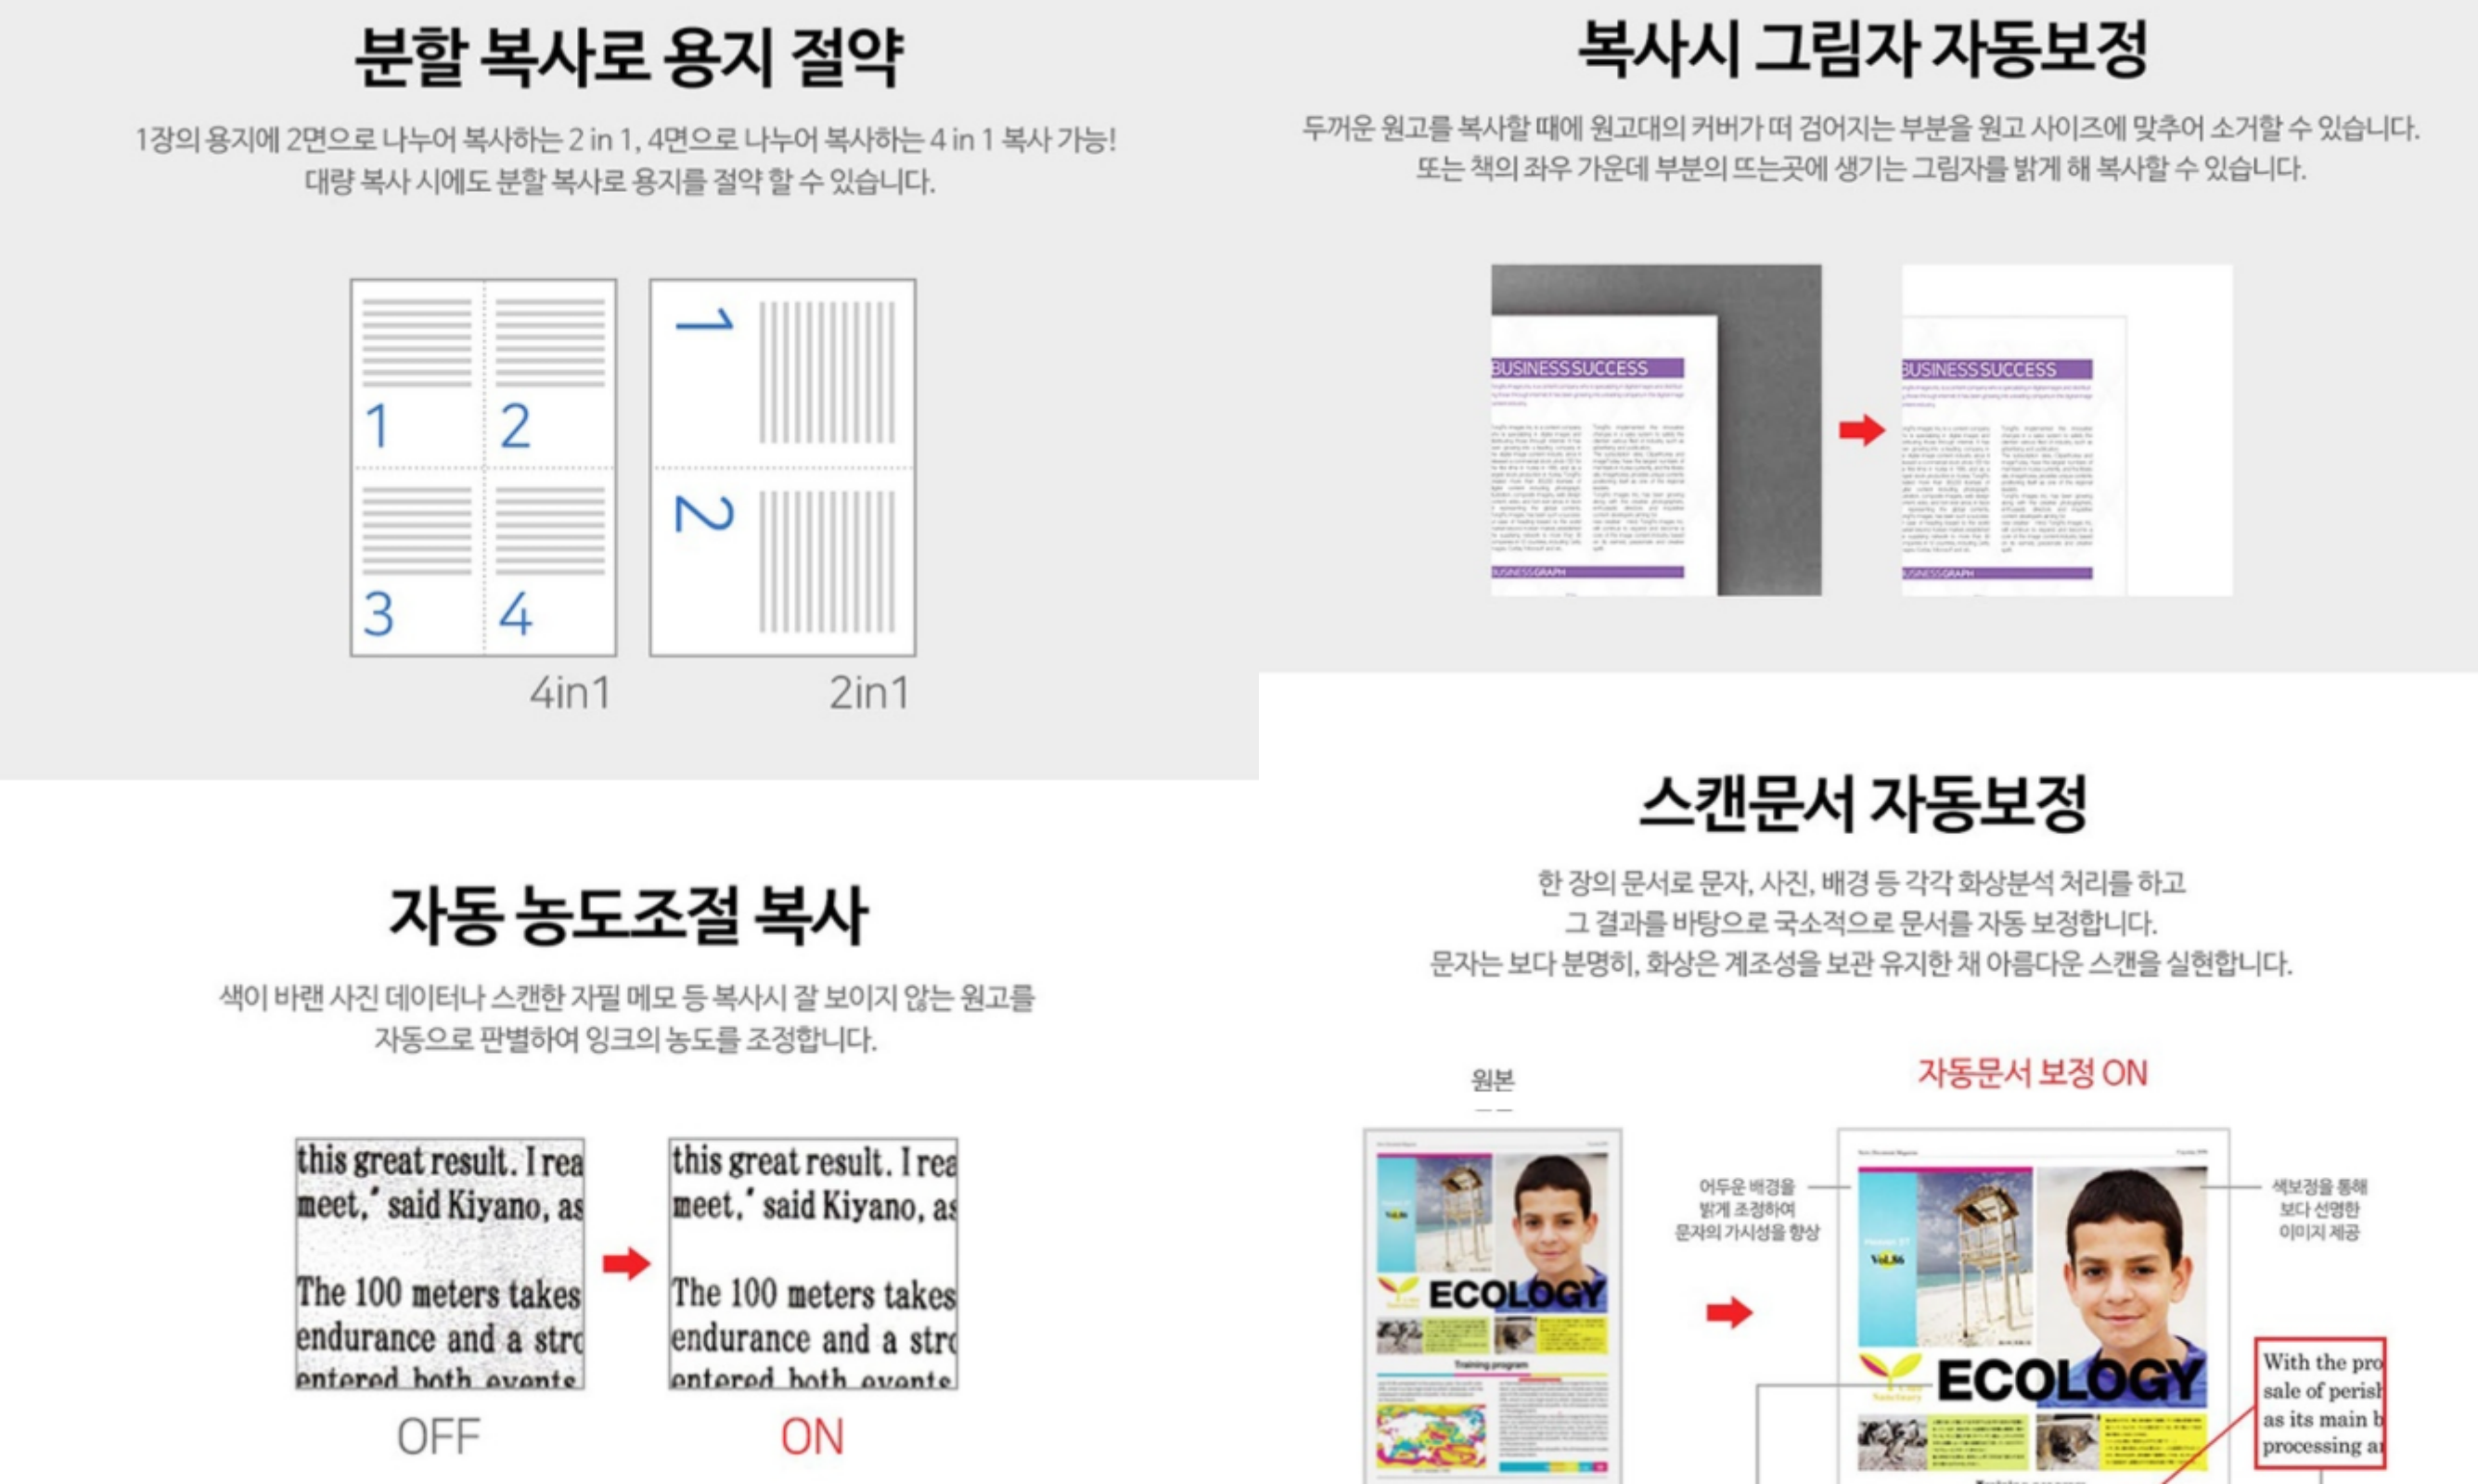 분할 복사로 용지 절약
1장의 용지에 2면으로 나누어 복사하는 2 in 1, 4면으로 나누어 복사하는 4 in 1 복사 가능!
대량 복사 시에도 분할 복사로 용지를 절약 할 수 있습니다.
1
2
3
4
4in1
1
2
2in1
복사시 그림자 자동보정
두꺼운 원고를 복사할 때에 원고대의 커버가 떠 검어지는 부분을 원고 사이즈에 맞추어 소거할 수 있습니다.
또는 책의 좌우 가운데 부분의 뜨는곳에 생기는 그림자를 밝게 해 복사할 수 있습니다.
BUSINESS SUCCESS
BUSINESS GRAPH
BUSINESS SUCCESS
BUSINESS GRAPH
자동 농도조절 복사
색이 바랜 사진 데이터나 스캔한 자필 메모 등 복사시 잘 보이지 않는 원고를
자동으로 판별하여 잉크의 농도를 조정합니다.
this great result. I rea
meet,″ said Kiyano, as
The 100 meters takes
endurance and a stro
entered both events
OFF
this great result. I rea
meet,″ said Kiyano, as
The 100 meters takes
endurance and a stro
entered both events
ON
스캔문서 자동보정
한 장의 문서로 문자, 사진, 배경 등 각각 화상분석 처리를 하고
그 결과를 바탕으로 국소적으로 문서를 자동 보정합니다.
문자는 보다 분명히, 화상은 계조성을 보관 유지한 채 아름다운 스캔을 실현합니다.
원본
자동문서 보정 ON
ECOLOGY
Training program
어두운 배경을
밝게 조정하여
문자의 가시성을 향상
Vol.86
ECOLOGY
색보정을 통해
보다 선명한
이미지 제공
With the pro
sale of perish
as its main b
processing a